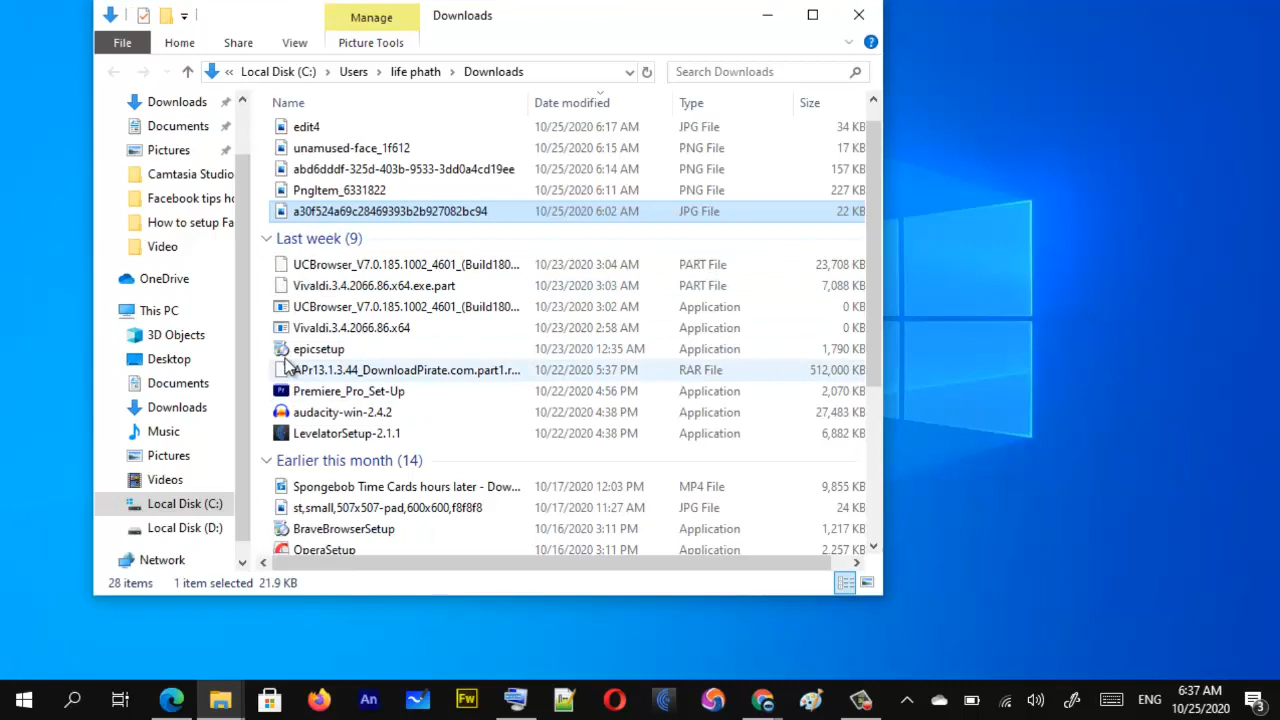 Manage
Downloads
File
Home
Share
View
Picture Tools
« Local Disk (C:) > Users > life phath > Downloads
Search Downloads
Downloads
Documents
Pictures
Camtasia Studio
Facebook tips ho
How to setup Fa
Video
OneDrive
This PC
3D Objects
Desktop
Documents
Downloads
Music
Pictures
Videos
Local Disk (C:)
Local Disk (D:)
Network
Name Date modified Type Size
edit4 10/25/2020 6:17 AM JPG File 34 KB
unamused-face_1f612 10/25/2020 6:15 AM PNG File 17 KB
abd6dddf-325d-403b-9533-3dd0a4cd19ee 10/25/2020 6:14 AM PNG File 157 KB
PngItem_6331822 10/25/2020 6:11 AM PNG File 227 KB
a30f524a69c28469393b2b927082bc94 10/25/2020 6:02 AM JPG File 22 KB
Last week (9)
UCBrowser_V7.0.185.1002_4601_(Build180... 10/23/2020 3:04 AM PART File 23,708 KB
Vivaldi.3.4.2066.86.x64.exe.part 10/23/2020 3:03 AM PART File 7,088 KB
UCBrowser_V7.0.185.1002_4601_(Build180... 10/23/2020 3:02 AM Application 0 KB
Vivaldi.3.4.2066.86.x64 10/23/2020 2:58 AM Application 0 KB
epicsetup 10/23/2020 12:35 AM Application 1,790 KB
APr13.1.3.44_DownloadPirate.com.part1.r... 10/22/2020 5:37 PM RAR File 512,000 KB
Premiere_Pro_Set-Up 10/22/2020 4:56 PM Application 2,070 KB
audacity-win-2.4.2 10/22/2020 4:38 PM Application 27,483 KB
LevelatorSetup-2.1.1 10/22/2020 4:38 PM Application 6,882 KB
Earlier this month (14)
Spongebob Time Cards hours later - Dow... 10/17/2020 12:03 PM MP4 File 9,855 KB
st,small,507x507-pad,600x600,f8f8f8 10/17/2020 11:27 AM JPG File 24 KB
BraveBrowserSetup 10/16/2020 3:11 PM Application 1,217 KB
OperaSetup 10/16/2020 3:11 PM Application 2,257 KB
28 items 1 item selected 21.9 KB
An
Fw
ENG
6:37 AM
10/25/2020
3